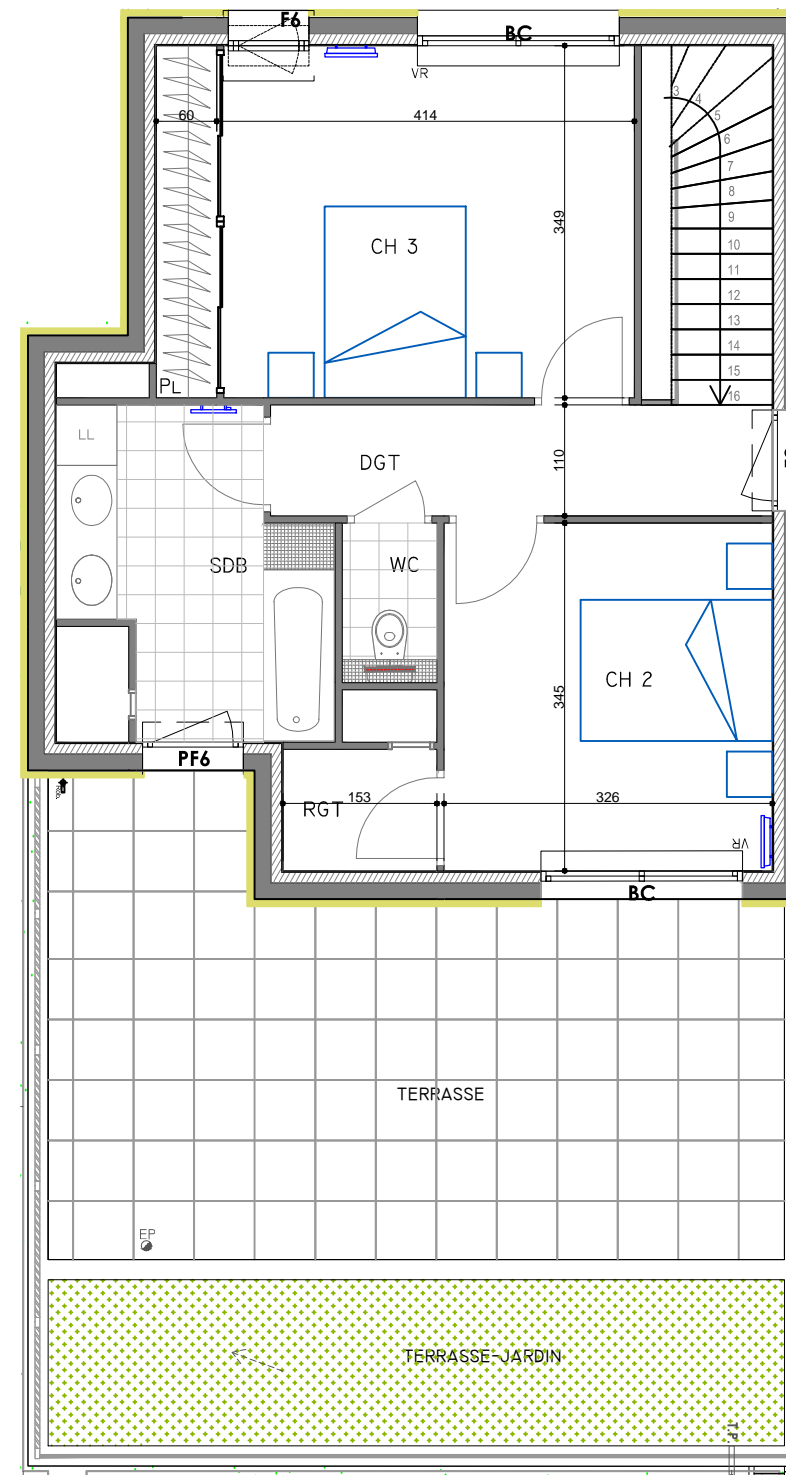 F6
BC
VR
3
4
60
414
5
6
7
8
349
9
CH 3
10
11
12
13
14
15
PL
16
LL
DGT
110
SDB
WC
CH 2
345
PF6
153
326
RGT
VR
BC
TERRASSE
EP
TERRASSE-JARDIN
T.P.